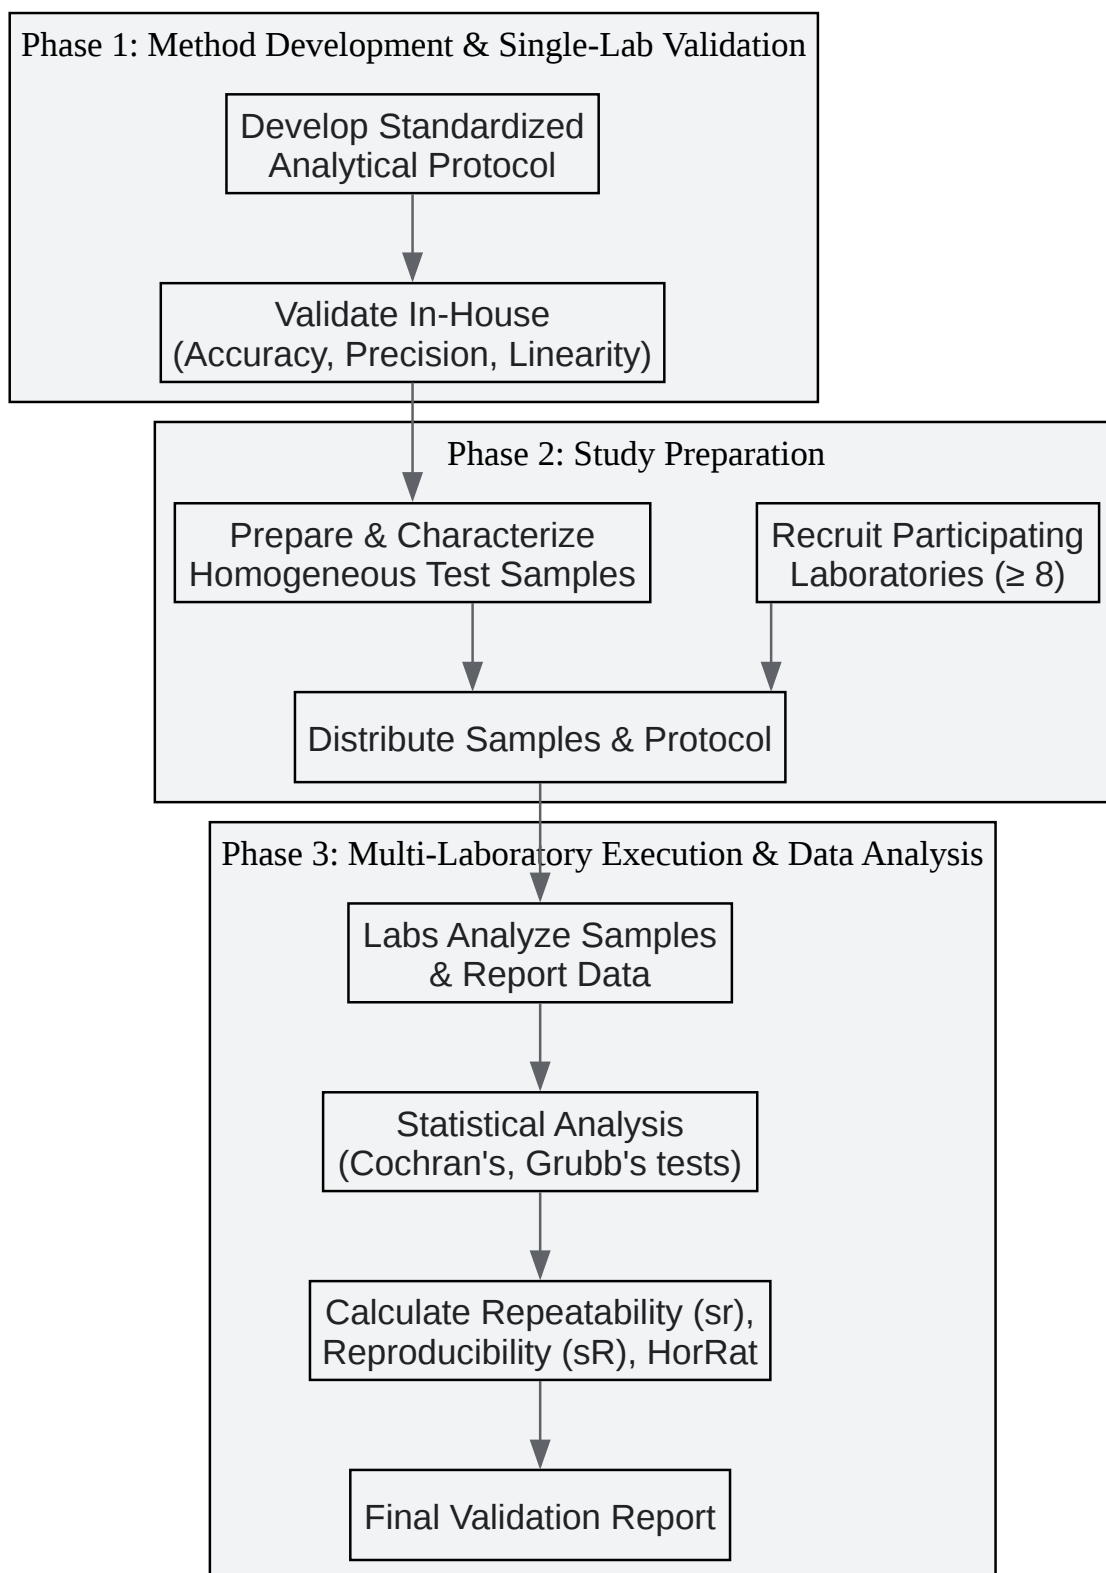 Phase 1: Method Development & Single-Lab Validation
Develop Standardized
Analytical Protocol
Validate In-House
(Accuracy, Precision, Linearity)
Phase 2: Study Preparation
Prepare & Characterize
Homogeneous Test Samples
Recruit Participating
Laboratories (≥ 8)
Distribute Samples & Protocol
Phase 3: Multi-Laboratory Execution & Data Analysis
Labs Analyze Samples
& Report Data
Statistical Analysis
(Cochran's, Grubb's tests)
Calculate Repeatability (sr),
Reproducibility (sR), HorRat
Final Validation Report